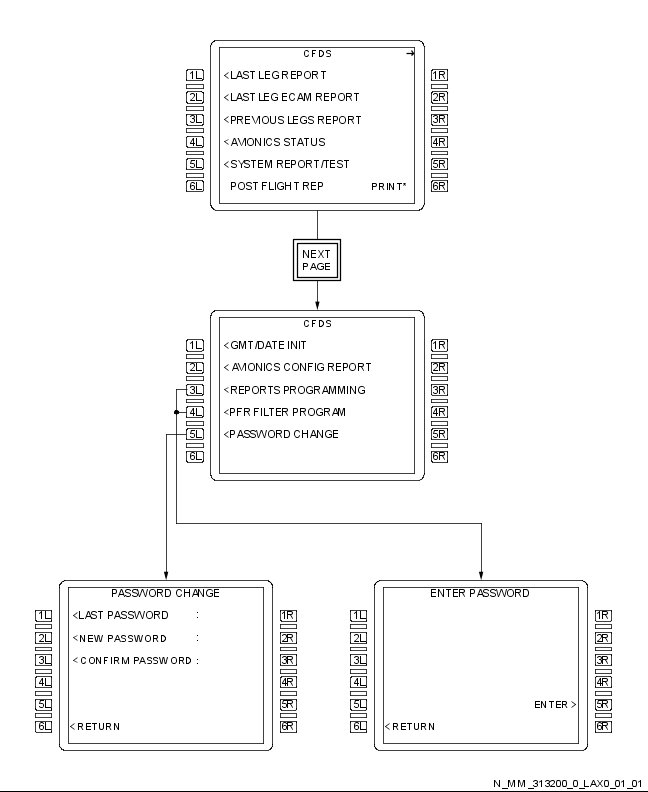 CFDS →
1L <LAST LEG REPORT 1R
2L <LAST LEG ECAM REPORT 2R
3L <PREVIOUS LEGS REPORT 3R
4L <AVIONICS STATUS 4R
5L <SYSTEM REPORT/TEST 5R
6L POST FLIGHT REP PRINT* 6R
NEXT
PAGE
CFDS
1L <GMT/DATE INIT 1R
2L <AVIONICS CONFIG REPORT 2R
3L <REPORTS PROGRAMMING 3R
4L <PFR FILTER PROGRAM 4R
5L <PASSWORD CHANGE 5R
6L 6R
PASSWORD CHANGE
1L <LAST PASSWORD : 1R
2L <NEW PASSWORD : 2R
3L <CONFIRM PASSWORD : 3R
4L 4R
5L 5R
6L <RETURN 6R
ENTER PASSWORD
1L 1R
2L 2R
3L 3R
4L 4R
5L ENTER> 5R
6L <RETURN 6R
N_MM_313200_0_LAX0_01_01